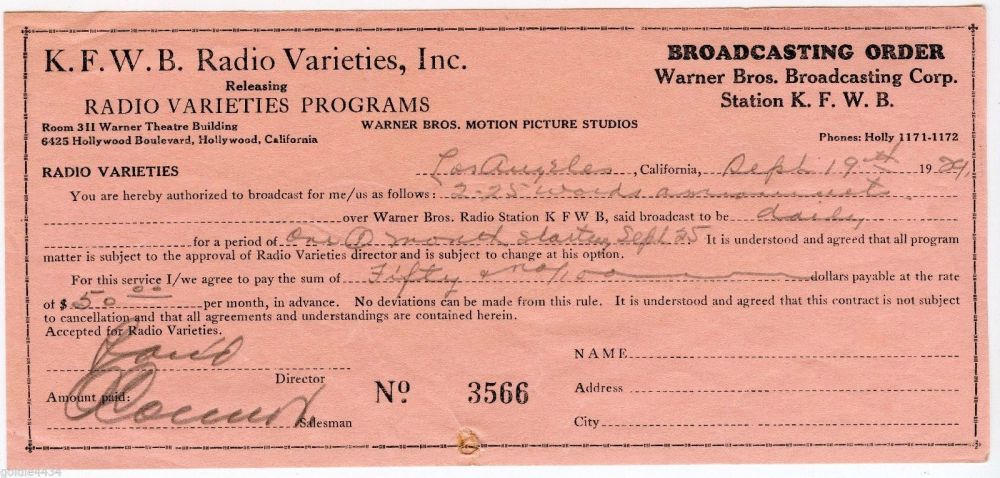 K. F. W. B. Radio Varieties, Inc.
Releasing
RADIO VARIETIES PROGRAMS
Room 311 Warner Theatre Building
6425 Hollywood Boulevard, Hollywood, California
WARNER BROS. MOTION PICTURE STUDIOS
BROADCASTING ORDER
Warner Bros. Broadcasting Corp.
Station K. F. W. B.
Phones: Holly 1171-1172
RADIO VARIETIES
Los Angeles, California, Sept 19th 1929,
You are hereby authorized to broadcast for me/us as follows: 2-25 words
over Warner Bros. Radio Station K F W B, said broadcast to be daily
for a period of one (1) month starting Sept 25 It is understood and agreed that all program
matter is subject to the approval of Radio Varieties director and is subject to change at his option.
For this service I/we agree to pay the sum of Fifty & no/100 dollars payable at the rate
of $ 50 00 per month, in advance. No deviations can be made from this rule. It is understood and agreed that this contract is not subject
to cancellation and that all agreements and understandings are contained herein.
Accepted for Radio Varieties.
Director
Amount paid:
Salesman
No 3566
NAME
Address
City
goldie4434